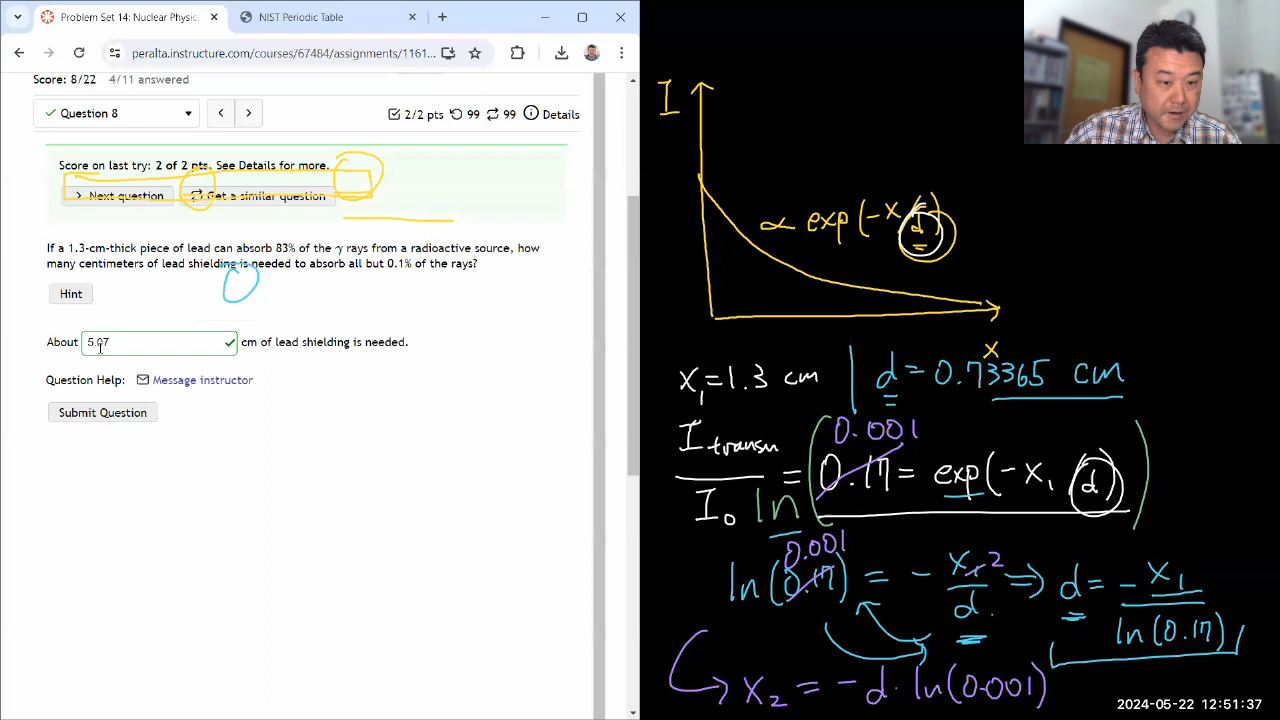 Problem Set 14: Nuclear Physic
NIST Periodic Table
peralta.instructure.com/courses/67484/assignments/1161...
Score: 8/22 4/11 answered
Question 8
2/2 pts 99 99 Details
Score on last try: 2 of 2 pts. See Details for more.
Next question
Get a similar question
If a 1.3-cm-thick piece of lead can absorb 83% of the γ rays from a radioactive source, how
many centimeters of lead shielding is needed to absorb all but 0.1% of the rays?
Hint
About 5.07 cm of lead shielding is needed.
Question Help: Message instructor
Submit Question
I
∝ exp(-x/d)
x
x₁ = 1.3 cm
d = 0.73365 cm
0.001
I transm / I₀ = 0.17 = exp(-x₁/d)
ln
0.001
ln(0.17) = - x₂/d ⇒ d = - x₁/ln(0.17)
x₂ = - d · ln(0.001)
2024-05-22 12:51:37